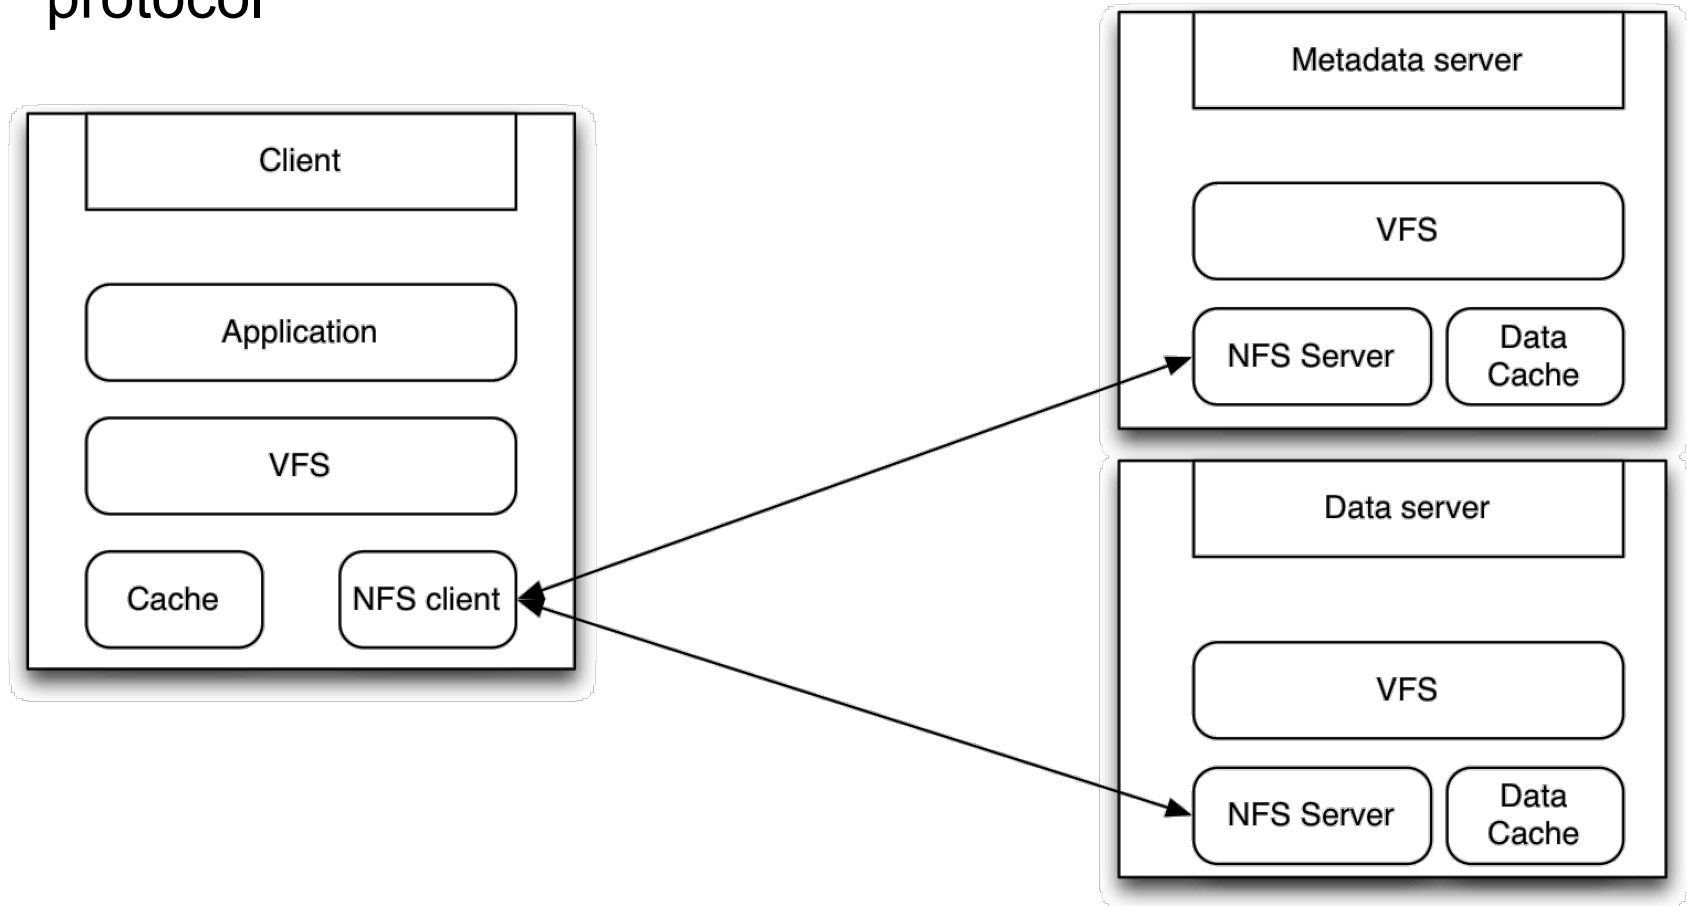 protocol
Client
Application
VFS
Cache
NFS client
Metadata server
VFS
NFS Server
Data
Cache
Data server
VFS
NFS Server
Data
Cache